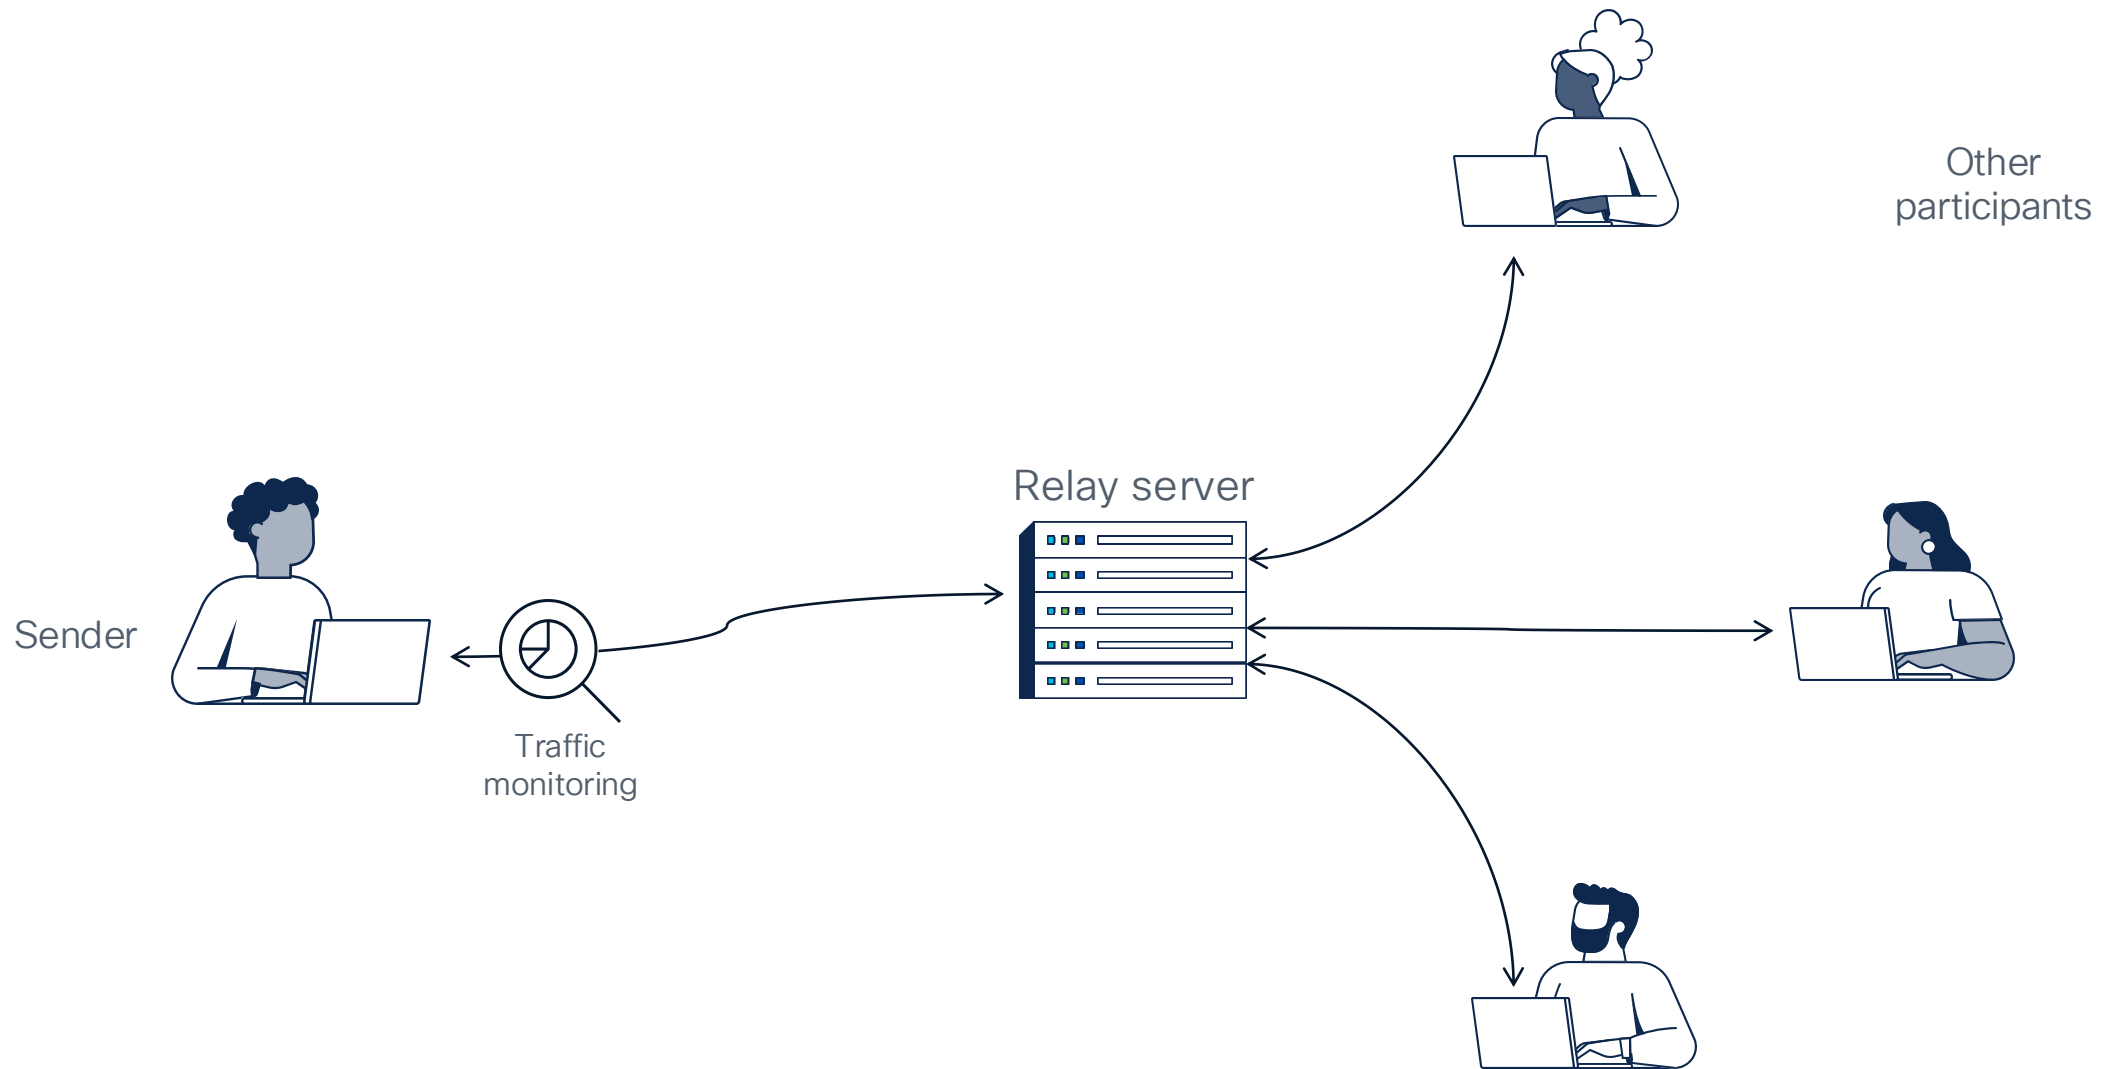 Other
participants
Relay server
Sender
Traffic
monitoring